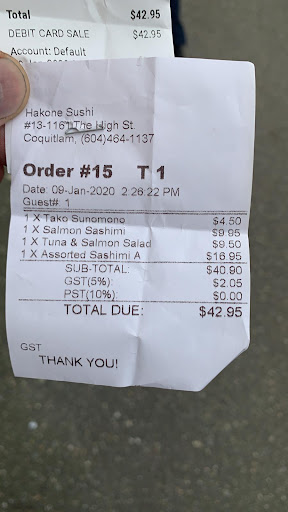 Total $42.95
DEBIT CARD SALE $42.95
Account: Default
Hakone Sushi
#13-1161 The High St.
Coquitlam, (604)464-1137
Order #15 T 1
Date: 09-Jan-2020 2:26:22 PM
Guest#: 1
1 X Tako Sunomono $4.50
1 X Salmon Sashimi $9.95
1 X Tuna & Salmon Salad $9.50
1 X Assorted Sashimi A $16.95
SUB-TOTAL: $40.90
GST(5%): $2.05
PST(10%): $0.00
TOTAL DUE: $42.95
GST
THANK YOU!